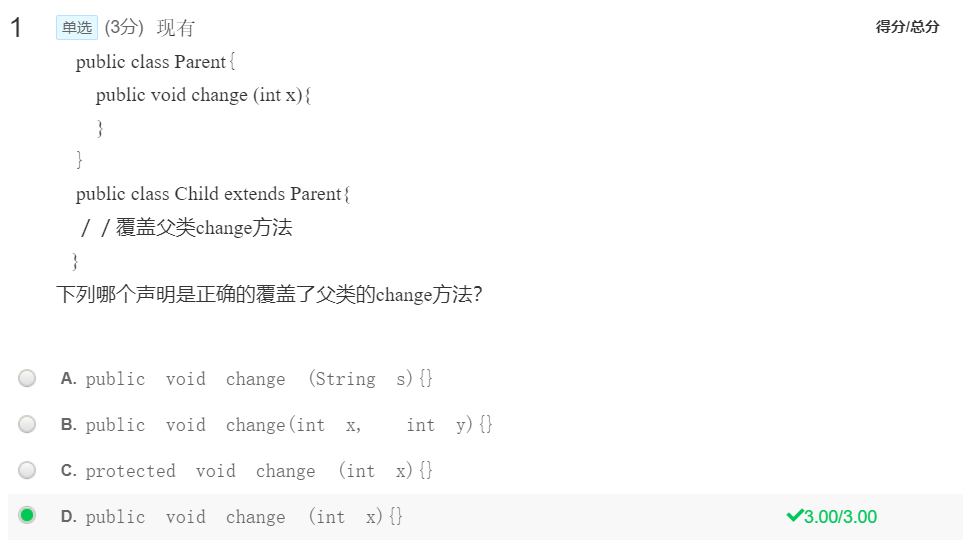 1 单选 (3分) 现有 得分/总分
public class Parent{
public void change (int x){
}
}
public class Child extends Parent{
//覆盖父类change方法
}
下列哪个声明是正确的覆盖了父类的change方法？
A. public void change (String s){}
B. public void change(int x, int y){}
C. protected void change (int x){}
D. public void change (int x){} 3.00/3.00